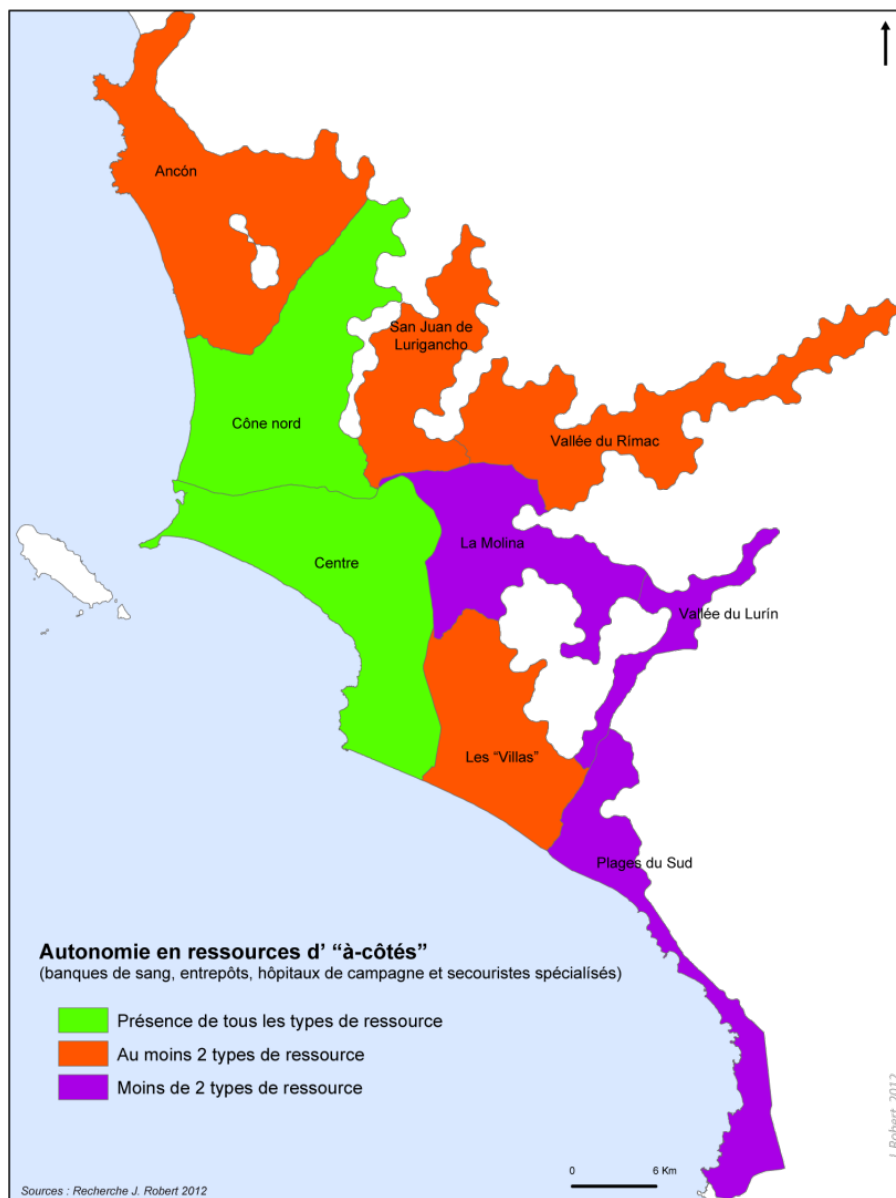 Ancón
San Juan de
Lurigancho
Cône nord
Vallée du Rímac
La Molina
Centre
Vallée du Lurín
Les “Villas”
Plages du Sud
Autonomie en ressources d’ “à-côtés”
(banques de sang, entrepôts, hôpitaux de campagne et secouristes spécialisés)
Présence de tous les types de ressource
Au moins 2 types de ressource
Moins de 2 types de ressource
J. Robert, 2012
0 6 Km
Sources : Recherche J. Robert 2012